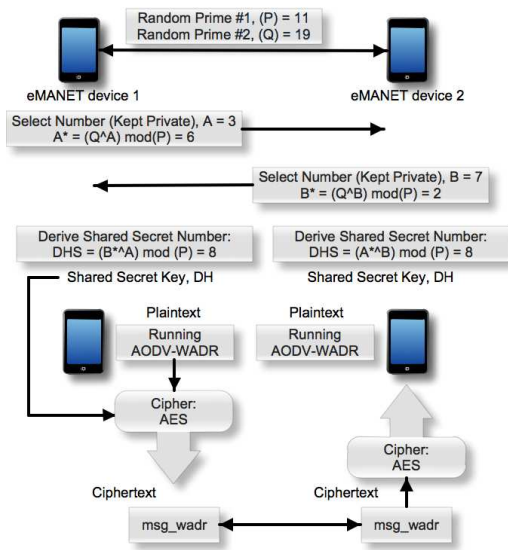 Random Prime #1, (P) = 11
Random Prime #2, (Q) = 19
eMANET device 1
eMANET device 2
Select Number (Kept Private), A = 3
A* = (Q^A) mod(P) = 6
Select Number (Kept Private), B = 7
B* = (Q^B) mod(P) = 2
Derive Shared Secret Number:
DHS = (B*^A) mod (P) = 8
Derive Shared Secret Number:
DHS = (A*^B) mod (P) = 8
Shared Secret Key, DH
Shared Secret Key, DH
Plaintext
Running
AODV-WADR
Plaintext
Running
AODV-WADR
Cipher:
AES
Cipher:
AES
Ciphertext
Ciphertext
msg_wadr
msg_wadr